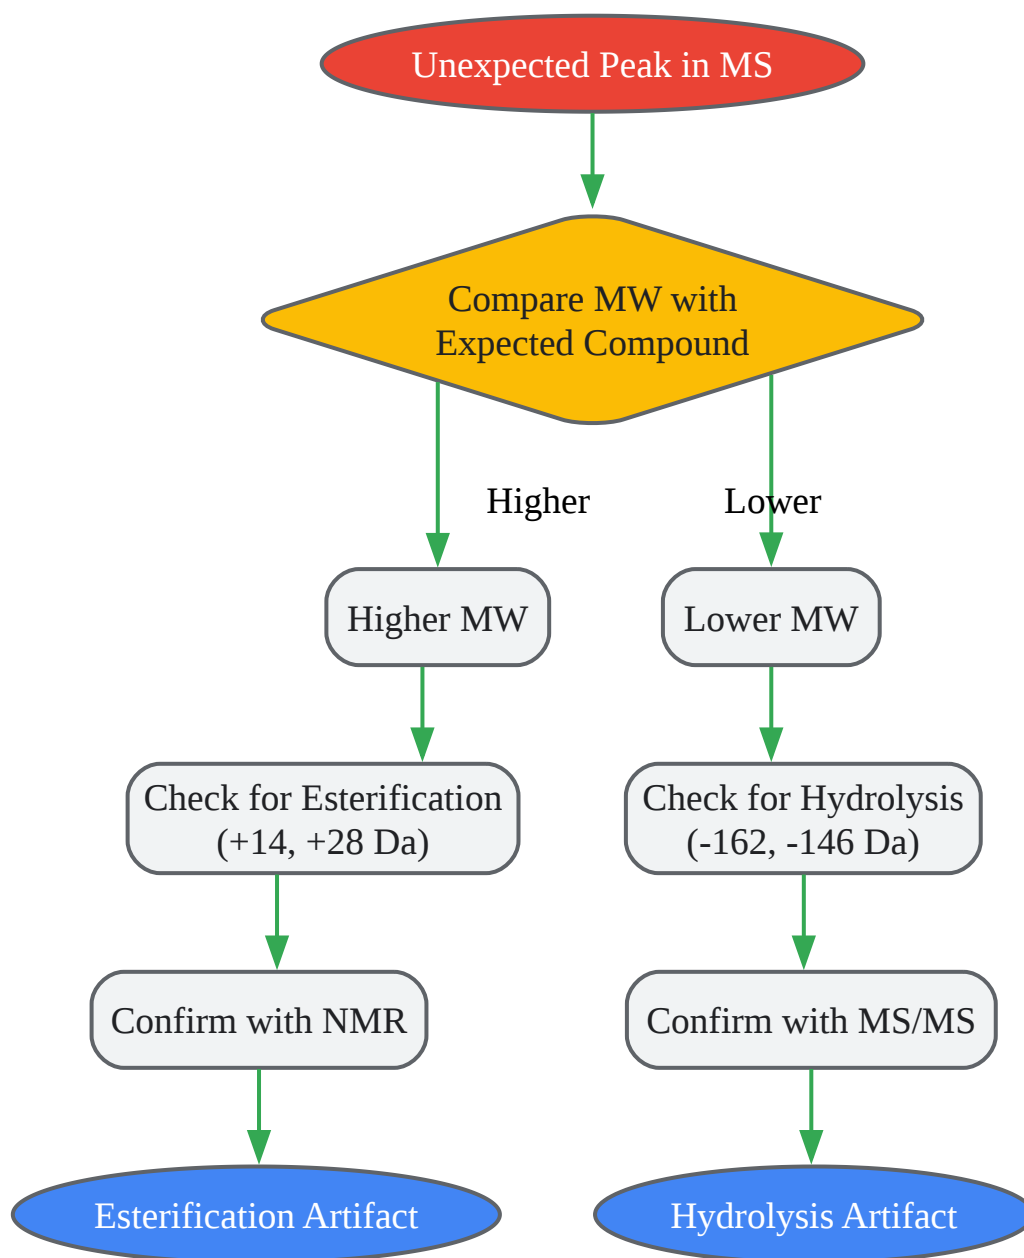 Unexpected Peak in MS
Compare MW with
Expected Compound
Higher
Lower
Higher MW
Lower MW
Check for Esterification
(+14, +28 Da)
Check for Hydrolysis
(-162, -146 Da)
Confirm with NMR
Confirm with MS/MS
Esterification Artifact
Hydrolysis Artifact